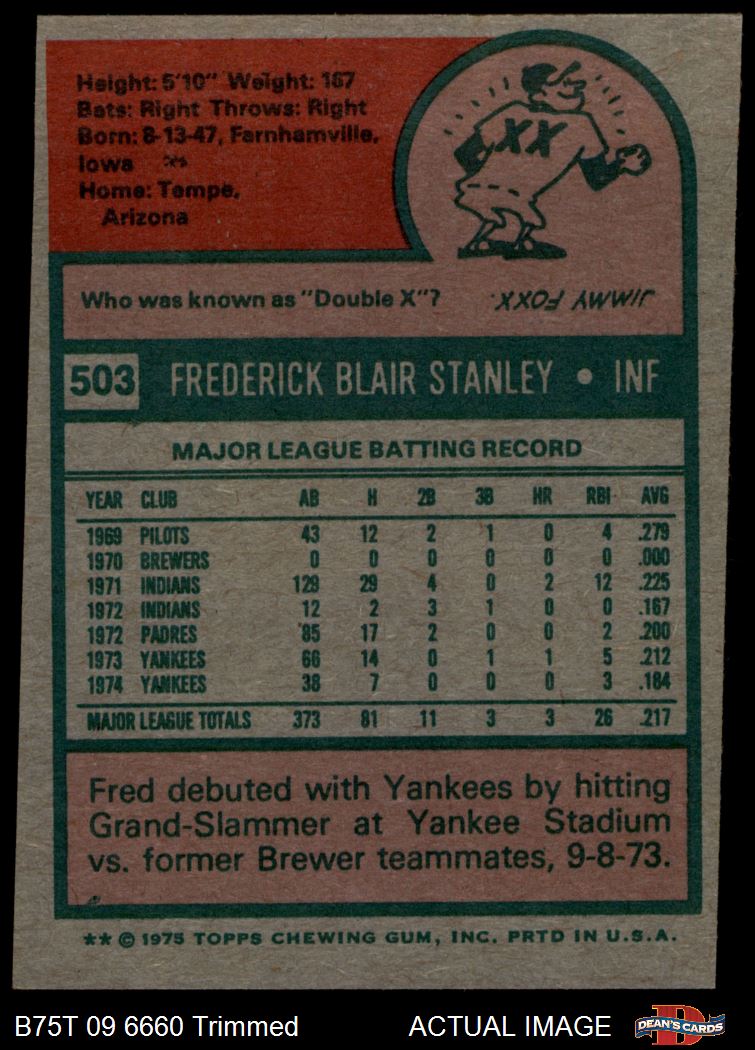 Height: 5'10" Weight: 167
Bats: Right Throws: Right
Born: 8-13-47, Farnhamville,
Iowa
Home: Tempe,
Arizona
XX
Who was known as "Double X"?
JIMMY FOXX.
503 FREDERICK BLAIR STANLEY • INF
MAJOR LEAGUE BATTING RECORD
YEAR CLUB AB H 2B 3B HR RBI AVG
1969 PILOTS 43 12 2 1 0 4 .279
1970 BREWERS 0 0 0 0 0 0 .000
1971 INDIANS 129 29 4 0 2 12 .225
1972 INDIANS 12 2 3 1 0 0 .167
1972 PADRES 85 17 2 0 0 2 .200
1973 YANKEES 66 14 0 1 1 5 .212
1974 YANKEES 38 7 0 0 0 3 .184
MAJOR LEAGUE TOTALS 373 81 11 3 3 26 .217
Fred debuted with Yankees by hitting
Grand-Slammer at Yankee Stadium
vs. former Brewer teammates, 9-8-73.
** © 1975 TOPPS CHEWING GUM, INC. PRTD IN U.S.A.
B75T 09 6660 Trimmed ACTUAL IMAGE
D
DEAN'S CARDS